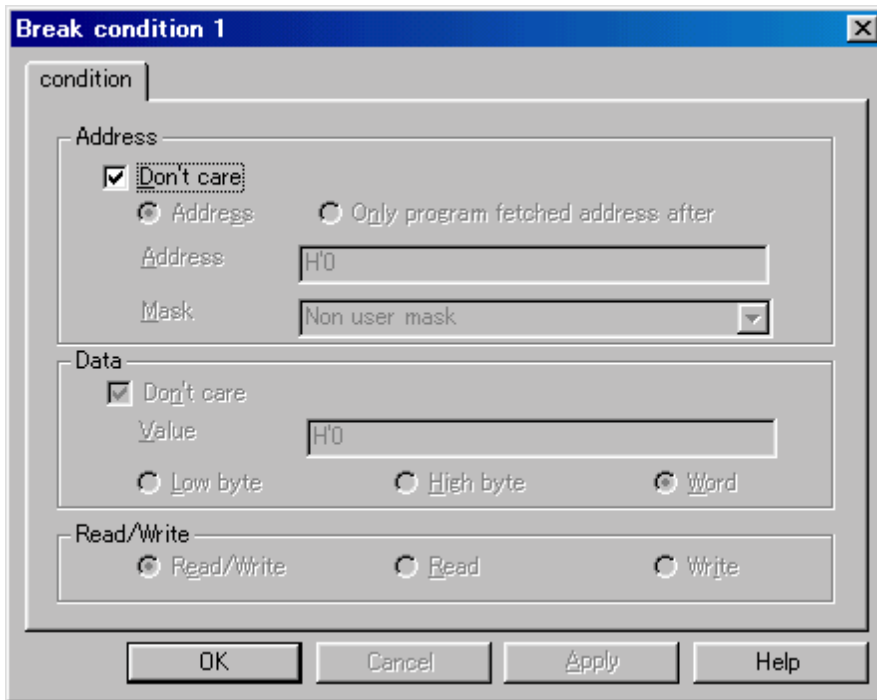 Break condition 1
condition
Address
Don't care
Address Only program fetched address after
Address H'0
Mask Non user mask
Data
Don't care
Value H'0
Low byte High byte Word
Read/Write
Read/Write Read Write
OK Cancel Apply Help